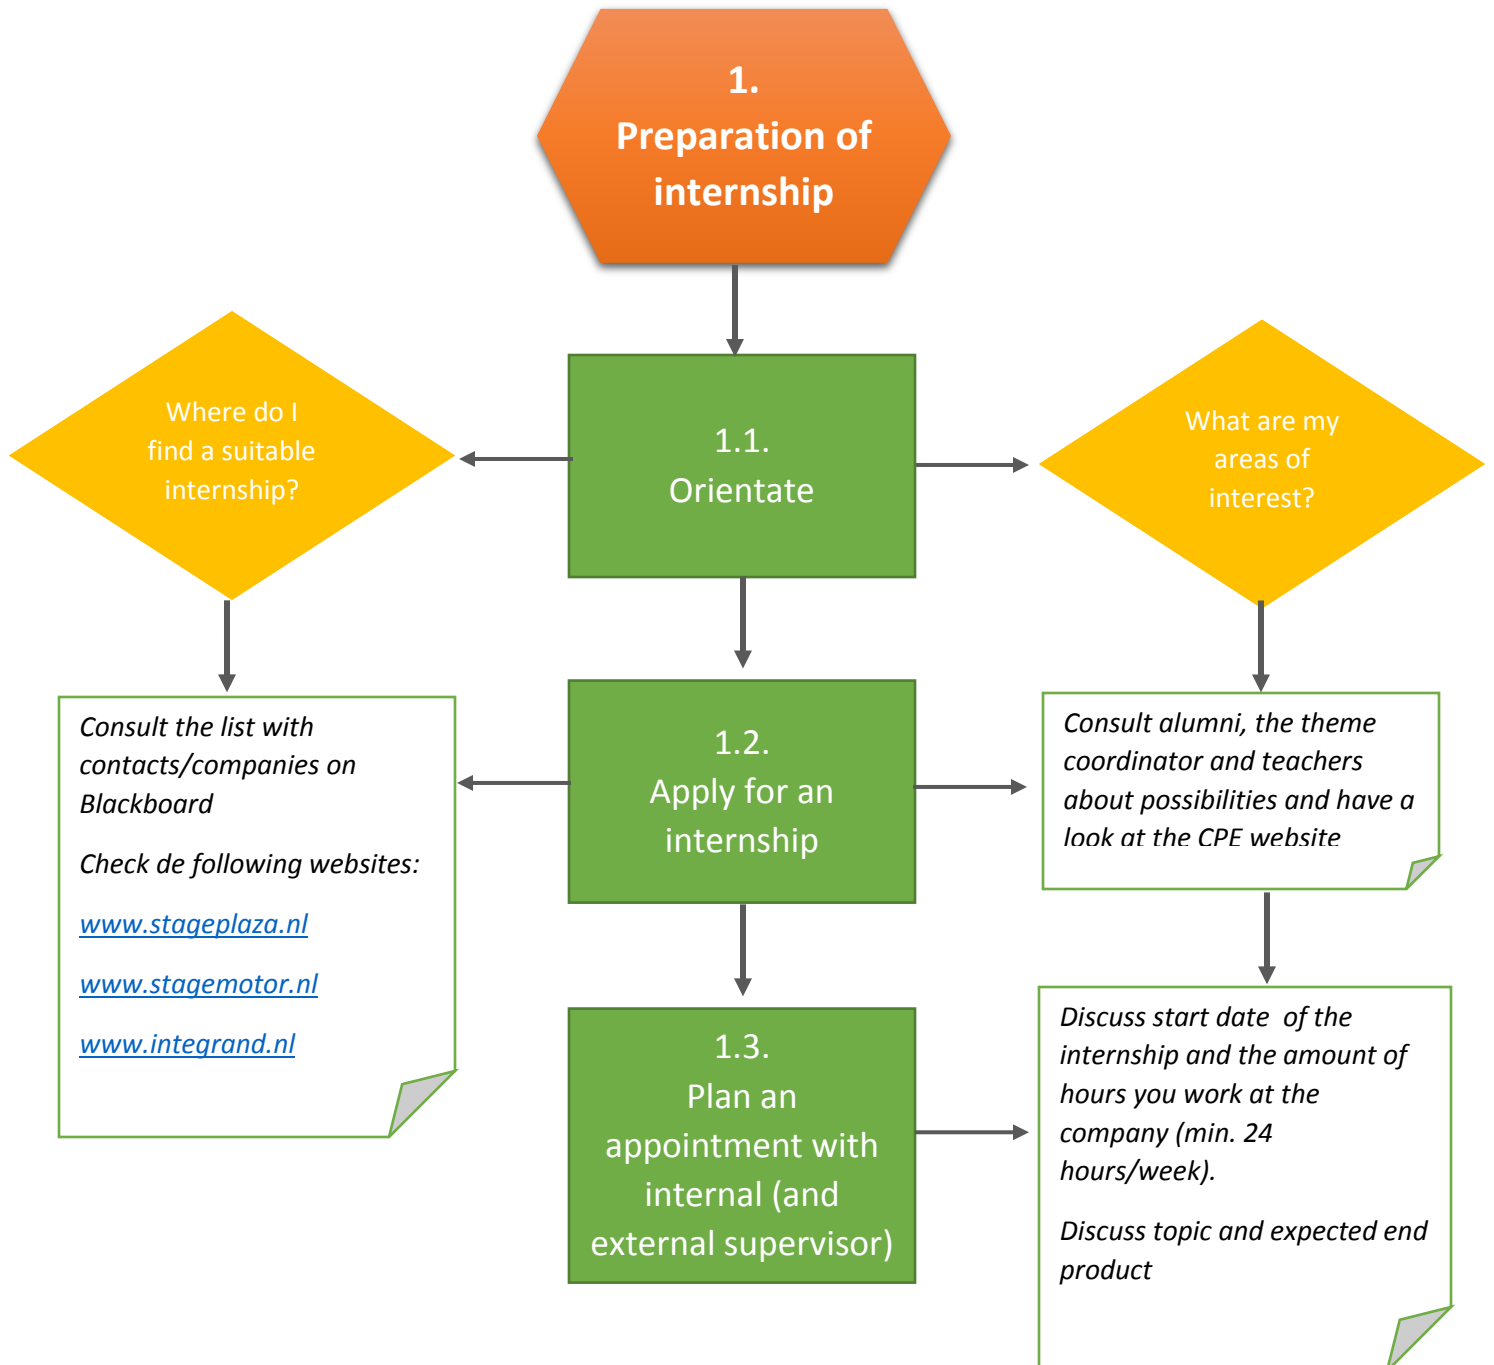 1.
Preparation of
internship
Where do I
find a suitable
internship?
1.1.
Orientate
What are my
areas of
interest?
Consult the list with
contacts/companies on
Blackboard
Check de following websites:
www.stageplaza.nl
www.stagemotor.nl
www.integrand.nl
1.2.
Apply for an
internship
Consult alumni, the theme
coordinator and teachers
about possibilities and have a
look at the CPE website
1.3.
Plan an
appointment with
internal (and
external supervisor)
Discuss start date  of the
internship and the amount of
hours you work at the
company (min. 24
hours/week).
Discuss topic and expected end
product